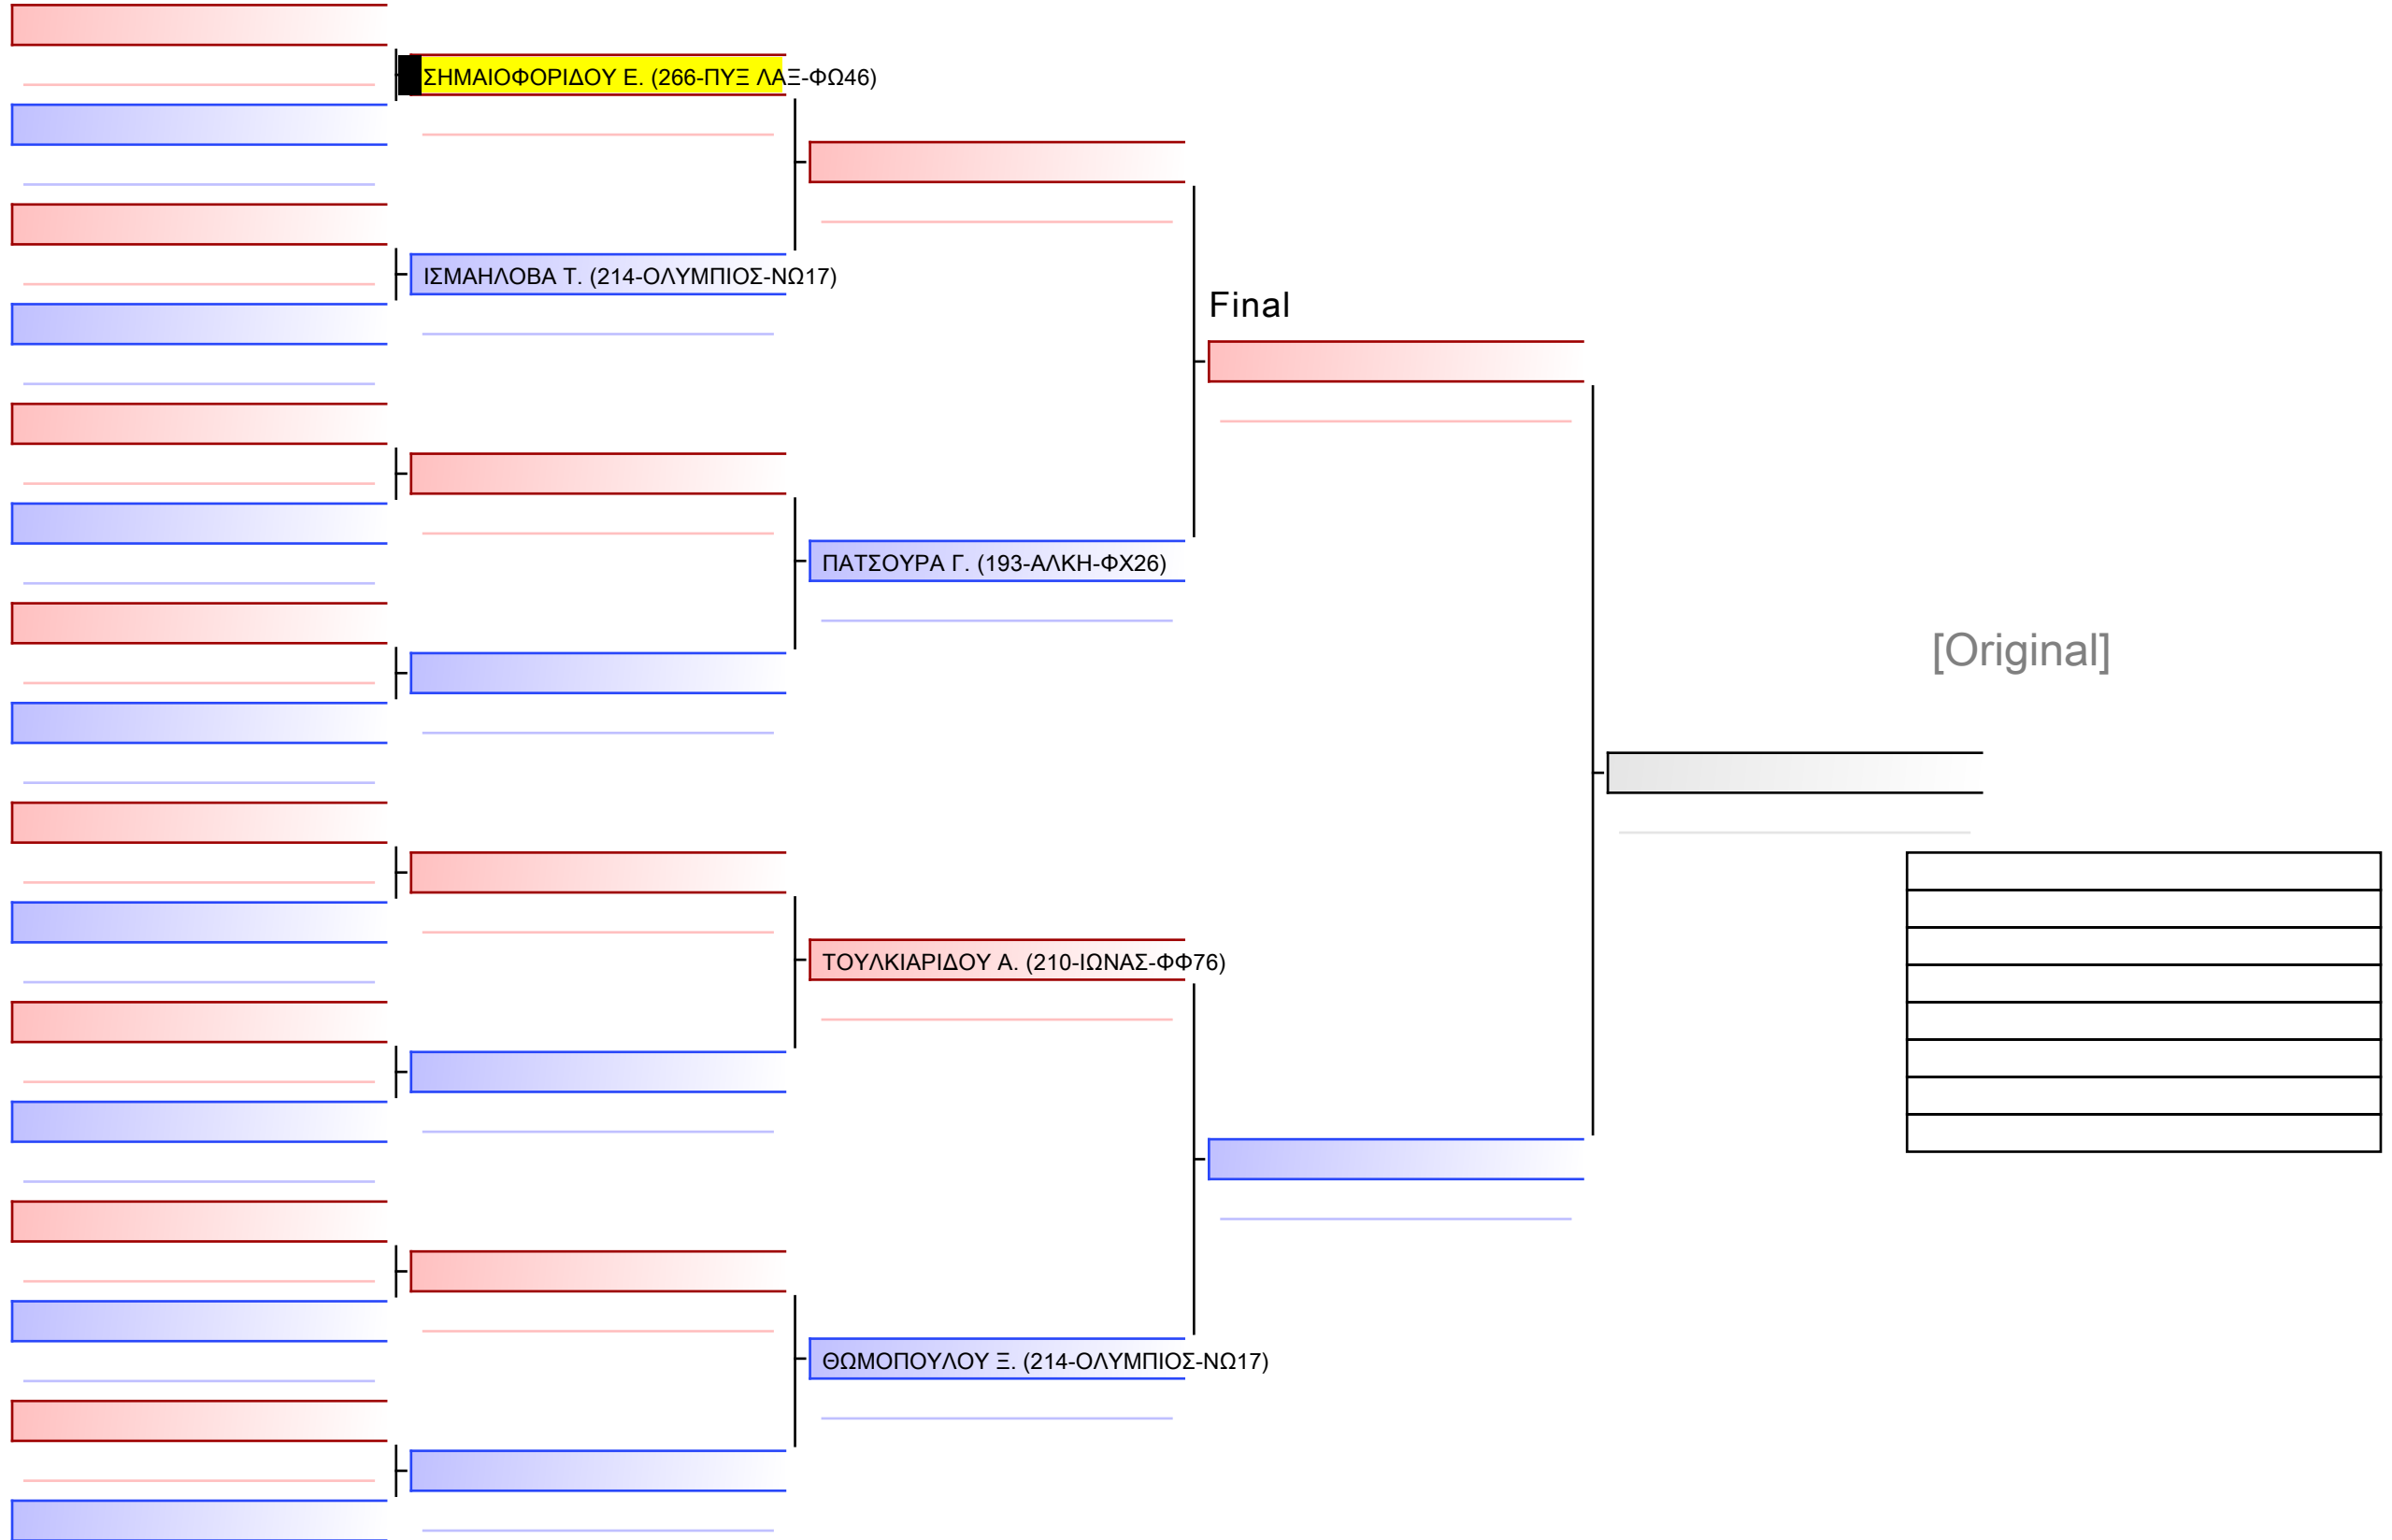 ΣΗΜΑΙΟΦΟΡΙΔΟΥ Ε. (266-ΠΥΞ ΛΑΞ-ΦΩ46)
ΙΣΜΑΗΛΟΒΑ Τ. (214-ΟΛΥΜΠΙΟΣ-ΝΩ17)
Final
ΠΑΤΣΟΥΡΑ Γ. (193-ΑΛΚΗ-ΦΧ26)
[Original]
ΤΟΥΛΚΙΑΡΙΔΟΥ Α. (210-ΙΩΝΑΣ-ΦΦ76)
ΘΩΜΟΠΟΥΛΟΥ Ξ. (214-ΟΛΥΜΠΙΟΣ-ΝΩ17)